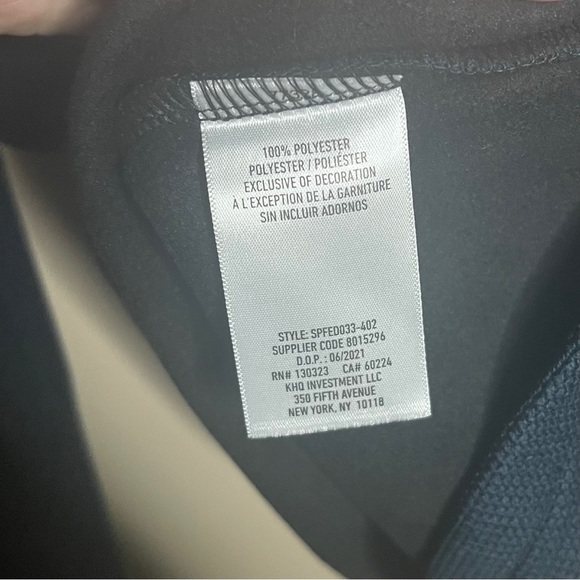 100% POLYESTER
POLYESTER / POLIÉSTER
EXCLUSIVE OF DECORATION
À L'EXCEPTION DE LA GARNITURE
SIN INCLUIR ADORNOS
STYLE: SPFED033-402
SUPPLIER CODE 8015296
D.O.P. : 06/2021
RN# 130323 CA# 60224
KHQ INVESTMENT LLC
350 FIFTH AVENUE
NEW YORK, NY 10118